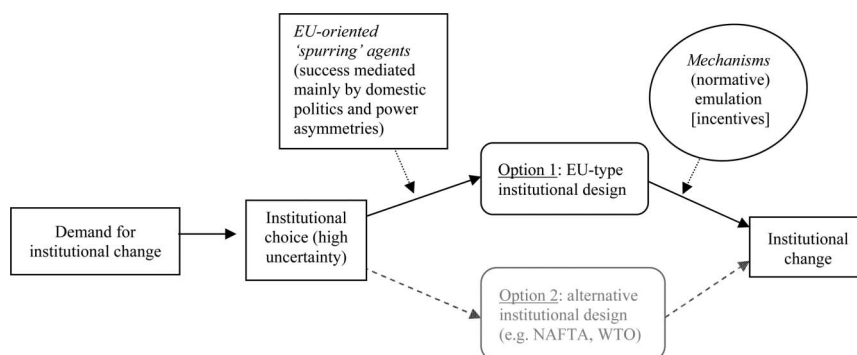 EU-oriented
‘spurring’ agents
(success mediated
mainly by domestic
politics and power
asymmetries)
Mechanisms
(normative)
emulation
[incentives]
Option 1: EU-type
institutional design
Demand for
institutional change
Institutional
choice (high
uncertainty)
Institutional
change
Option 2: alternative
institutional design
(e.g. NAFTA, WTO)